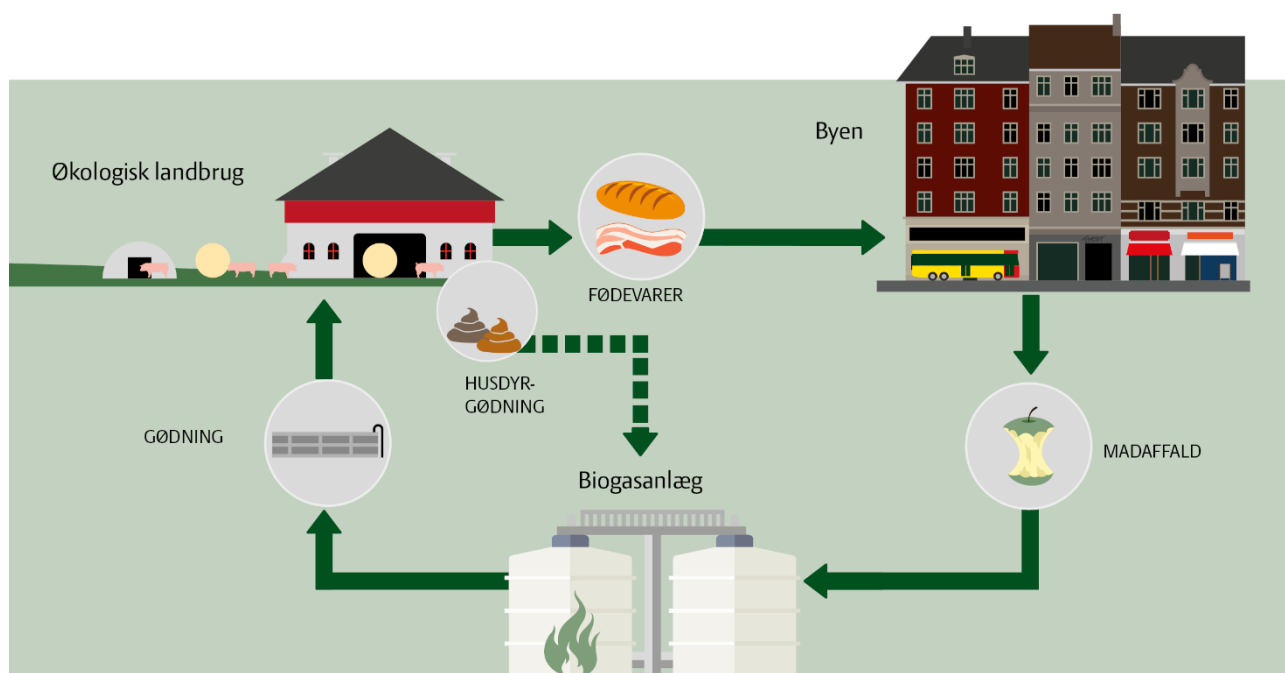 Byen
Økologisk landbrug
FØDEVARER
HUSDYR-
GØDNING
GØDNING
MADAFFALD
Biogasanlæg